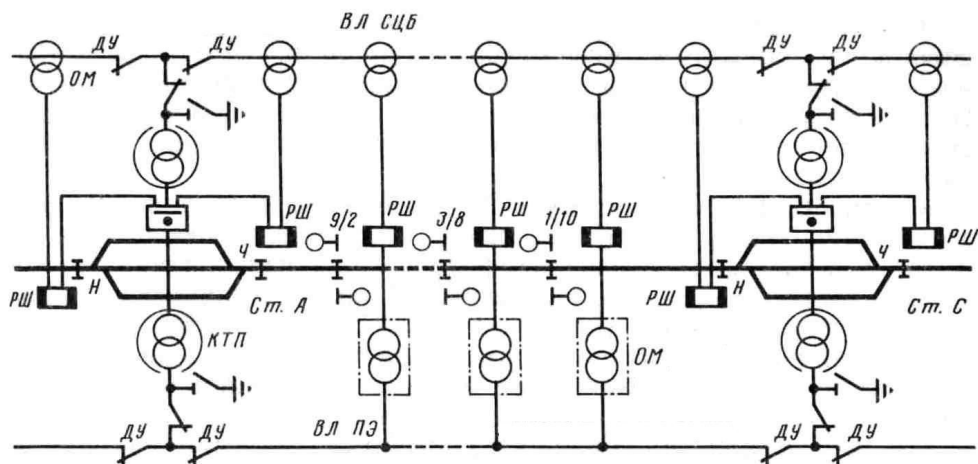 Вл СЦБ
ДУ
ДУ
ДУ
ДУ
ОМ
РШ
9/2
РШ
3/8
РШ
1/10
РШ
РШ
Н
Ч
Ст. А
РШ
Н
Ч
Ст. С
РШ
КТП
ОМ
Вл ПЭ
ДУ
ДУ
ДУ
ДУ